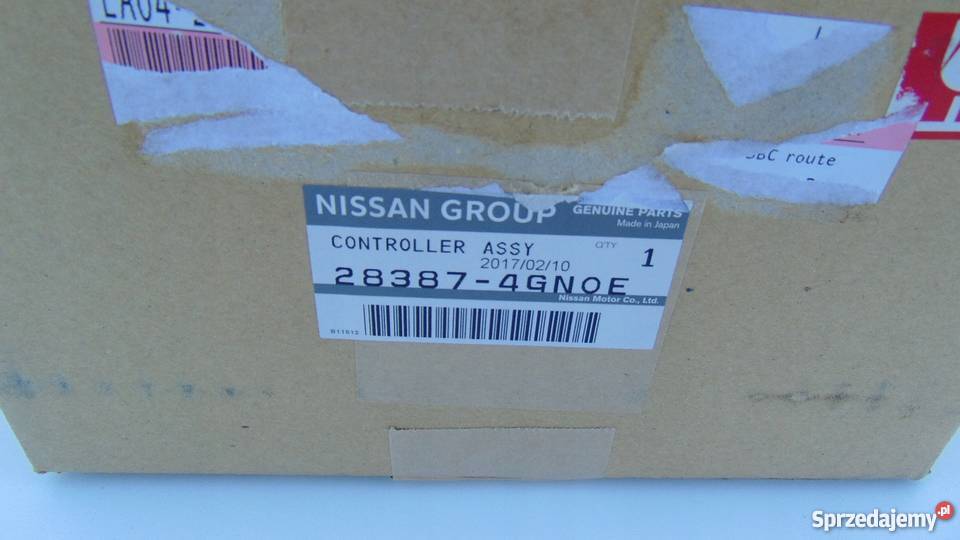 NISSAN GROUP
GENUINE PARTS
Made in Japan
CONTROLLER ASSY
Q'TY 1
2017/02/10
28387-4GN0E
Nissan Motor Co., Ltd.
B11612
route
Sprzedajemy.pl